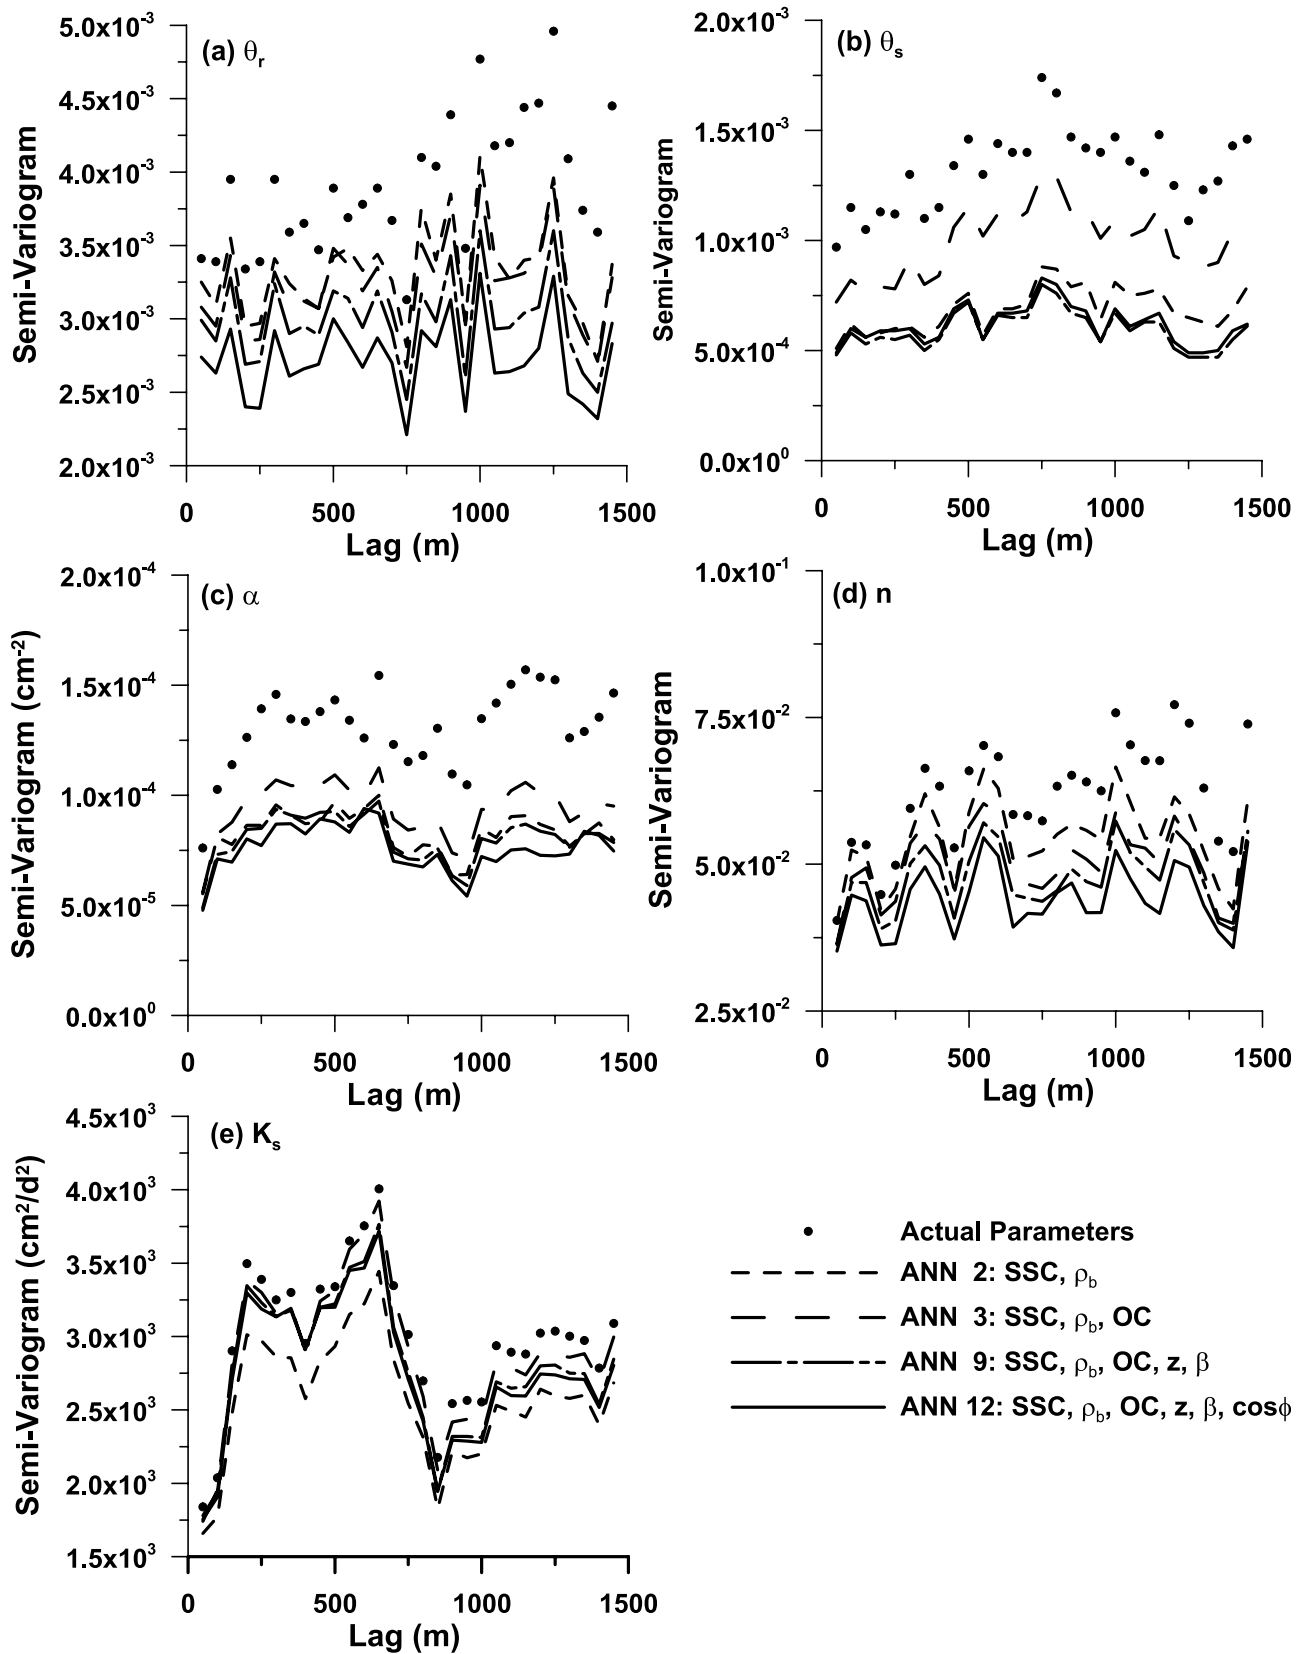 (a) θr
5.0x10⁻³
4.5x10⁻³
4.0x10⁻³
3.5x10⁻³
3.0x10⁻³
2.5x10⁻³
2.0x10⁻³
Semi-Variogram
0 500 1000 1500
Lag (m)
(b) θs
2.0x10⁻³
1.5x10⁻³
1.0x10⁻³
5.0x10⁻⁴
0.0x10⁰
Semi-Variogram
0 500 1000 1500
Lag (m)
(c) α
2.0x10⁻⁴
1.5x10⁻⁴
1.0x10⁻⁴
5.0x10⁻⁵
0.0x10⁰
Semi-Variogram (cm⁻²)
0 500 1000 1500
Lag (m)
(d) n
1.0x10⁻¹
7.5x10⁻²
5.0x10⁻²
2.5x10⁻²
Semi-Variogram
0 500 1000 1500
Lag (m)
(e) Ks
4.5x10³
4.0x10³
3.5x10³
3.0x10³
2.5x10³
2.0x10³
1.5x10³
Semi-Variogram (cm²/d²)
0 500 1000 1500
Lag (m)
Actual Parameters
ANN 2: SSC, ρb
ANN 3: SSC, ρb, OC
ANN 9: SSC, ρb, OC, z, β
ANN 12: SSC, ρb, OC, z, β, cosϕ